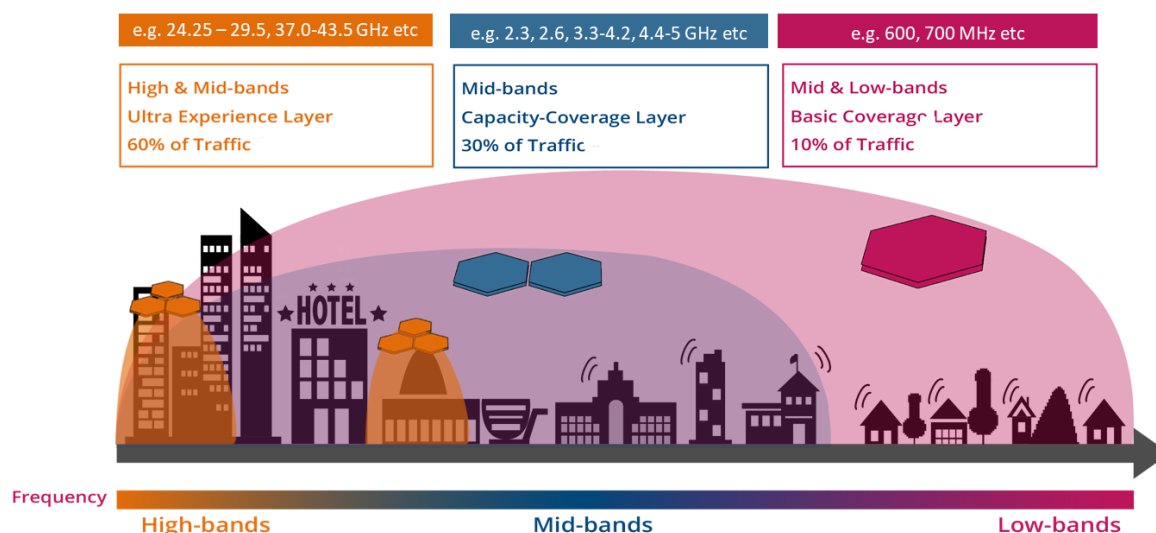 e.g. 24.25 – 29.5, 37.0-43.5 GHz etc
e.g. 2.3, 2.6, 3.3-4.2, 4.4-5 GHz etc
e.g. 600, 700 MHz etc
High & Mid-bands
Ultra Experience Layer
60% of Traffic
Mid-bands
Capacity-Coverage Layer
30% of Traffic
Mid & Low-bands
Basic Coverage Layer
10% of Traffic
HOTEL
Frequency
High-bands
Mid-bands
Low-bands